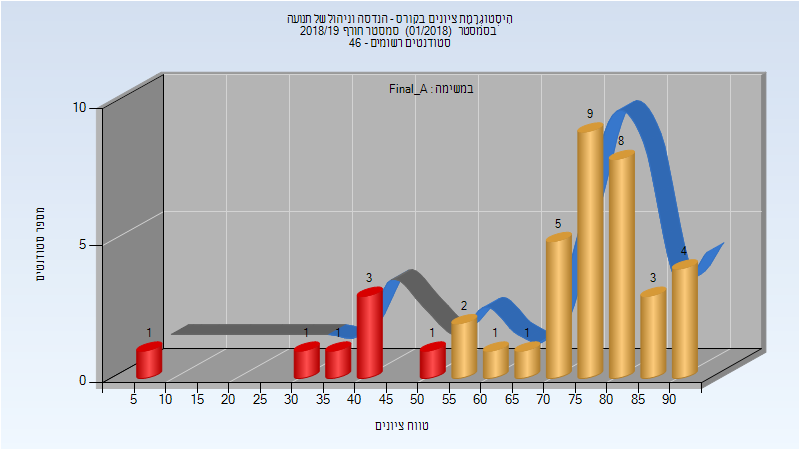 היסטוגרמת ציונים בקורס - הנדסה וניהול של תנועה
בסמסטר (01/2018) סמסטר חורף 2018/19
סטודנטים רשומים - 46
במשימה : Final_A
מספר סטודנטים
10
5
0
1
1
1
3
1
2
1
1
5
9
8
3
4
5 10 15 20 25 30 35 40 45 50 55 60 65 70 75 80 85 90
טווח ציונים